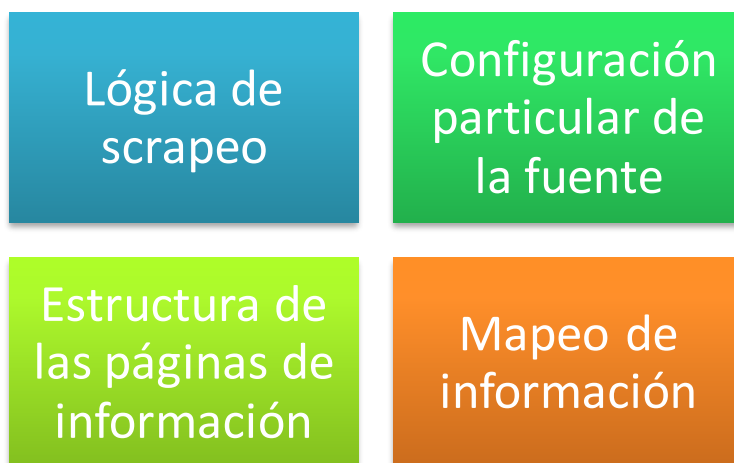 Lógica de
scrapeo
Configuración
particular de
la fuente
Estructura de
las páginas de
información
Mapeo de
información